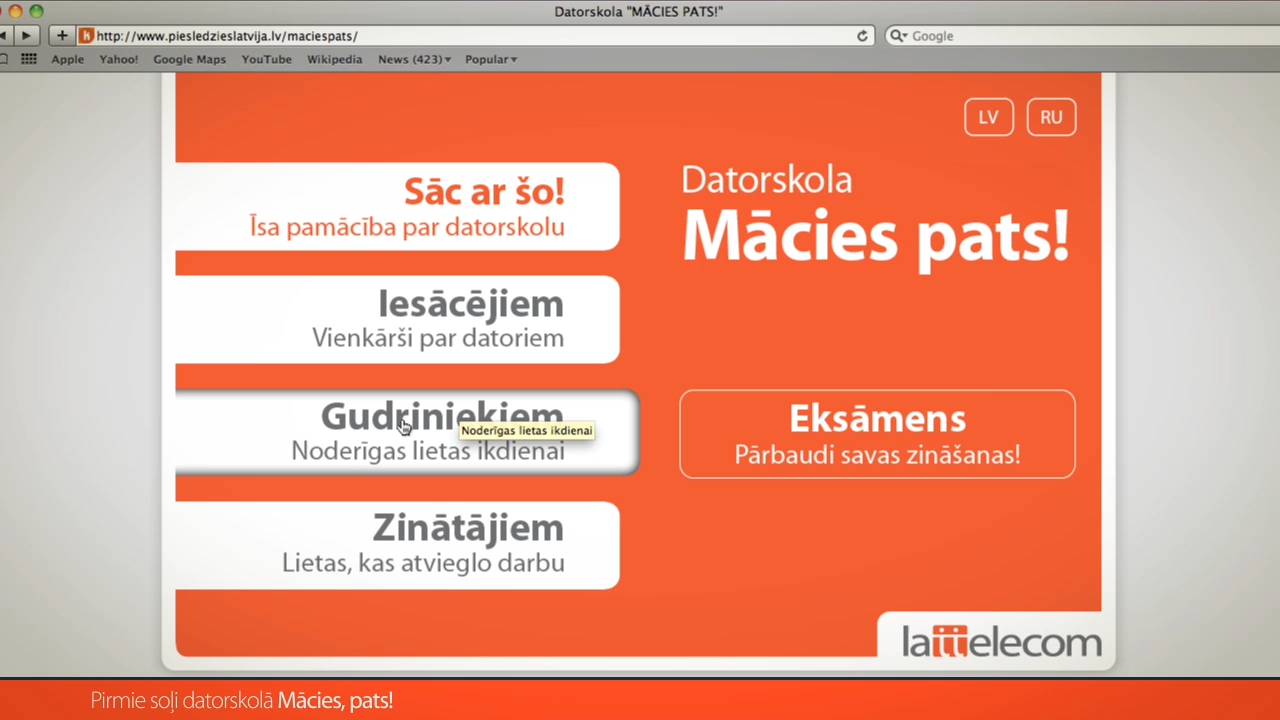 Datorskola "MĀCIES PATS!"
http://www.piesledzieslatvija.lv/maciespats/
Google
Apple Yahoo! Google Maps YouTube Wikipedia News (423) Popular
LV RU
Sāc ar šo!
Īsa pamācība par datorskolu
Datorskola
Mācies pats!
Iesācējiem
Vienkārši par datoriem
Gudriniekiem
Noderīgas lietas ikdienai
Noderīgas lietas ikdienai
Eksāmens
Pārbaudi savas zināšanas!
Zinātājiem
Lietas, kas atvieglo darbu
lattelecom
Pirmie soļi datorskolā Mācies, pats!